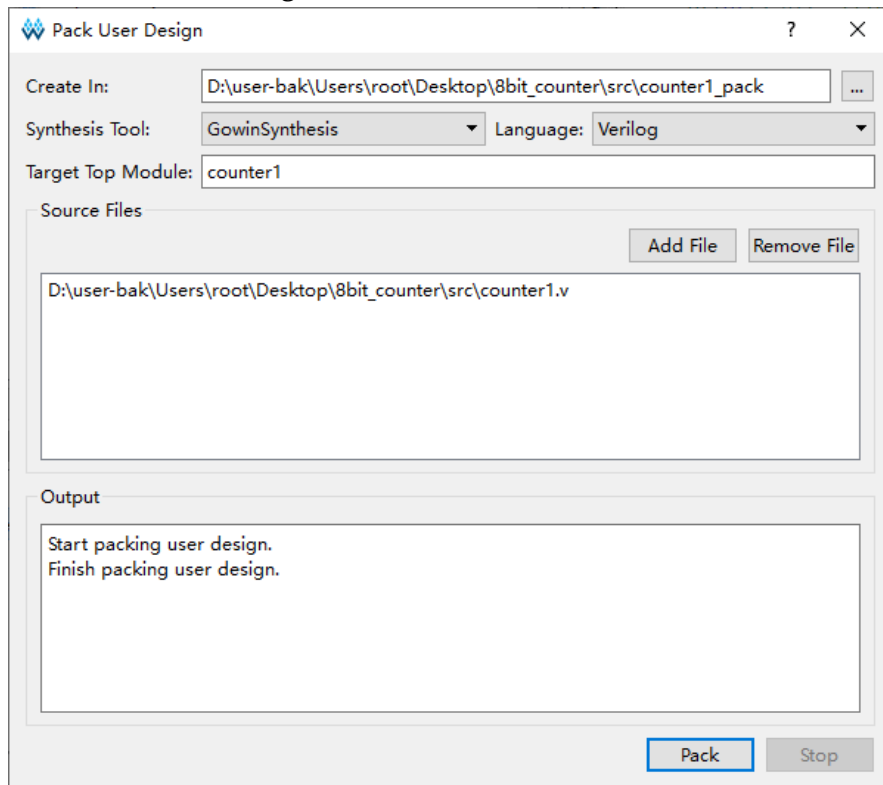 Pack User Design ?
Create In: D:\user-bak\Users\root\Desktop\8bit_counter\src\counter1_pack ...
Synthesis Tool: GowinSynthesis Language: Verilog
Target Top Module: counter1
Source Files
Add File Remove File
D:\user-bak\Users\root\Desktop\8bit_counter\src\counter1.v
Output
Start packing user design.
Finish packing user design.
Pack Stop